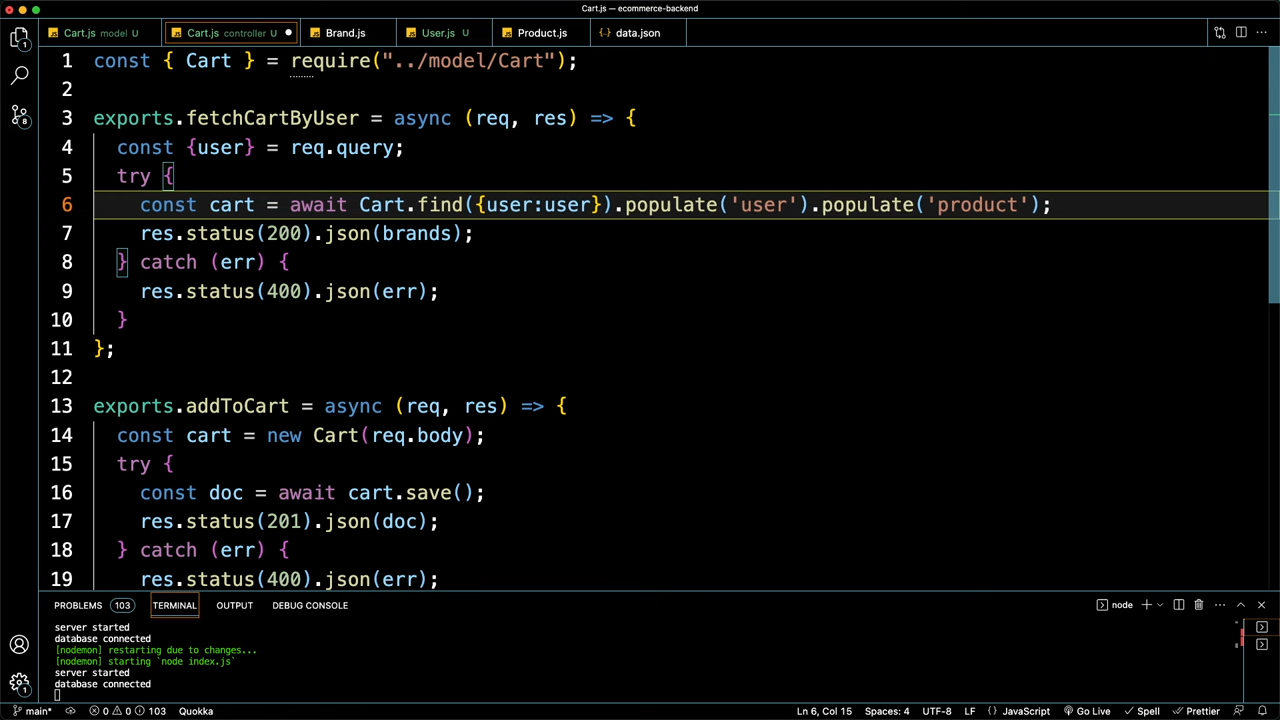 Cart.js — ecommerce-backend
Cart.js model U
Cart.js controller U
Brand.js
User.js U
Product.js
{··} data.json
1 const { Cart } = require("../model/Cart");
2
3 exports.fetchCartByUser = async (req, res) => {
4 const {user} = req.query;
5 try {
6 const cart = await Cart.find({user:user}).populate('user').populate('product');
7 res.status(200).json(brands);
8 } catch (err) {
9 res.status(400).json(err);
10 }
11 };
12
13 exports.addToCart = async (req, res) => {
14 const cart = new Cart(req.body);
15 try {
16 const doc = await cart.save();
17 res.status(201).json(doc);
18 } catch (err) {
19 res.status(400).json(err);
PROBLEMS 103 TERMINAL OUTPUT DEBUG CONSOLE
node
server started
database connected
[nodemon] restarting due to changes...
[nodemon] starting `node index.js`
server started
database connected
1
8
1
main* 0 0 103 Quokka
Ln 6, Col 15 Spaces: 4 UTF-8 LF {} JavaScript Go Live Spell Prettier